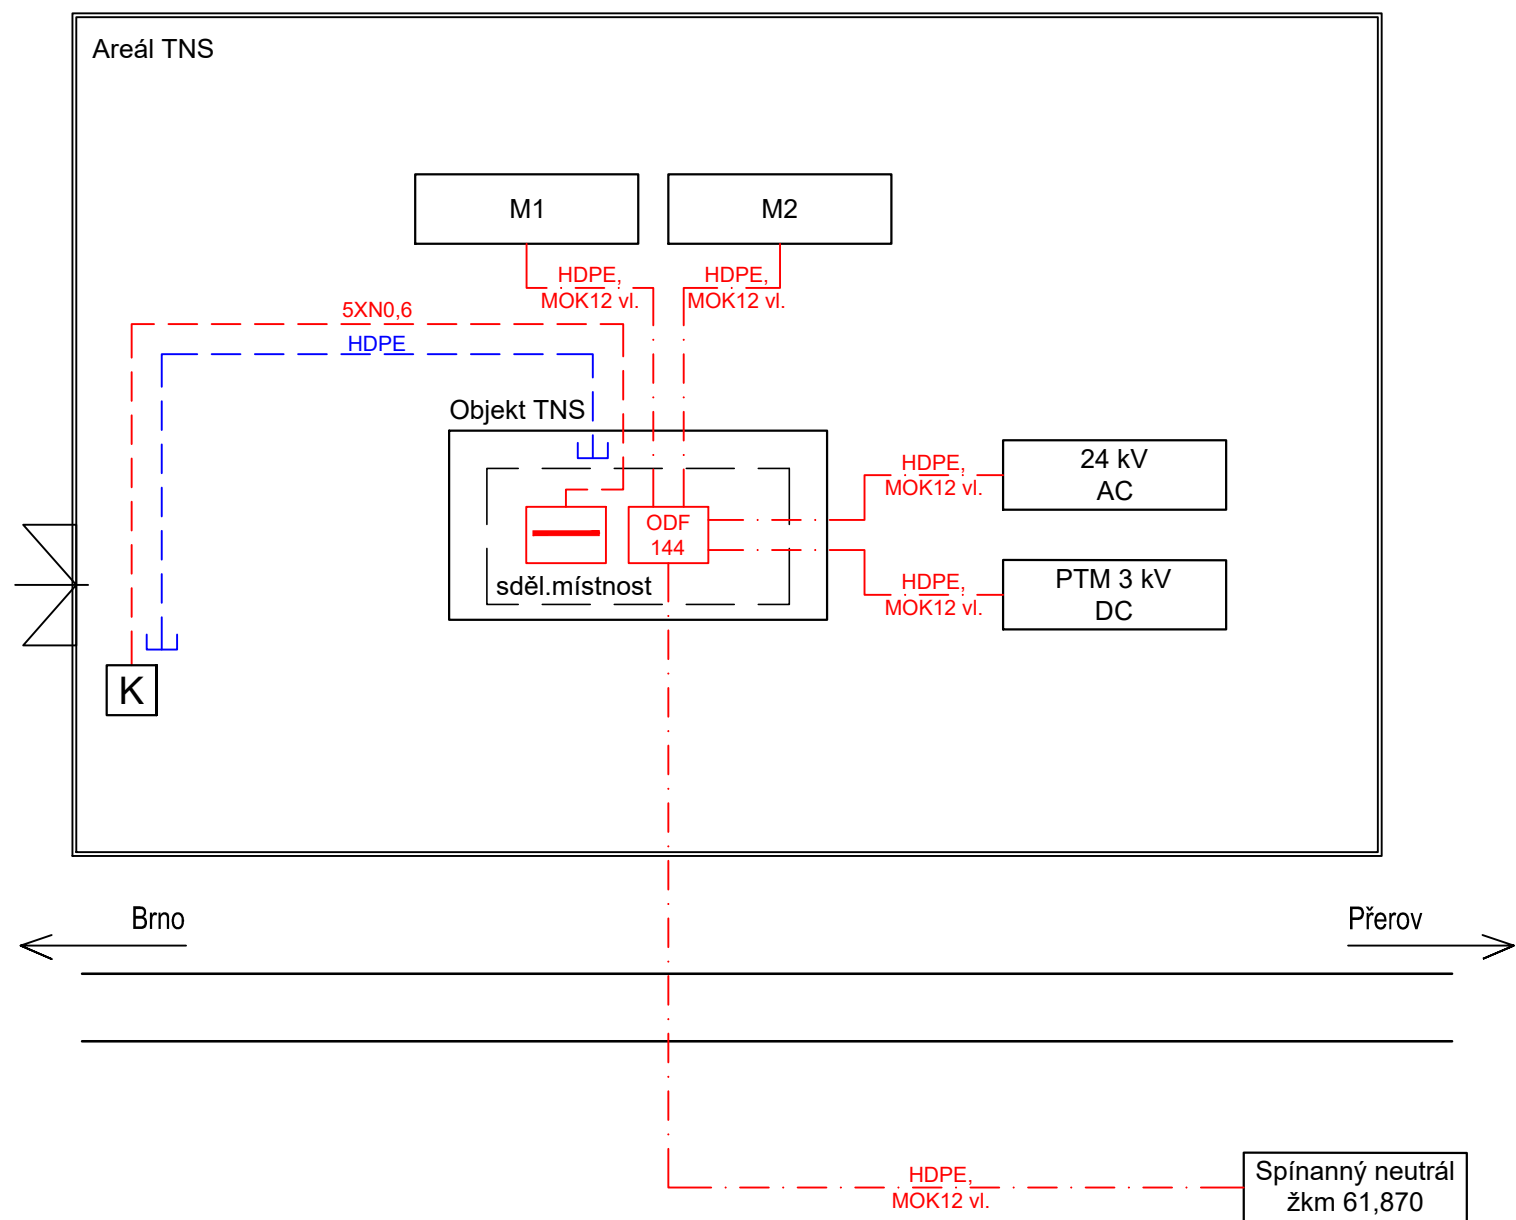 Areál TNS
M1
M2
HDPE,
MOK12 vl.
HDPE,
MOK12 vl.
5XN0,6
HDPE
Objekt TNS
HDPE,
MOK12 vl.
24 kV
AC
ODF
144
sděl.místnost
HDPE,
MOK12 vl.
PTM 3 kV
DC
K
Brno
Přerov
HDPE,
MOK12 vl.
Spínanný neutrál
žkm 61,870